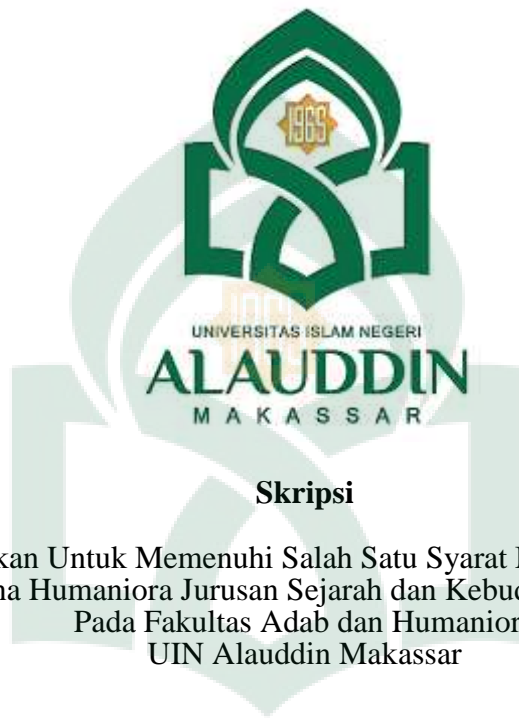 1965
UNIVERSITAS ISLAM NEGERI
ALAUDDIN
MAKASSAR
Skripsi
Untuk Memenuhi Salah Satu Syarat
Humaniora Jurusan Sejarah dan
Pada Fakultas Adab dan
UIN Alauddin Makassar